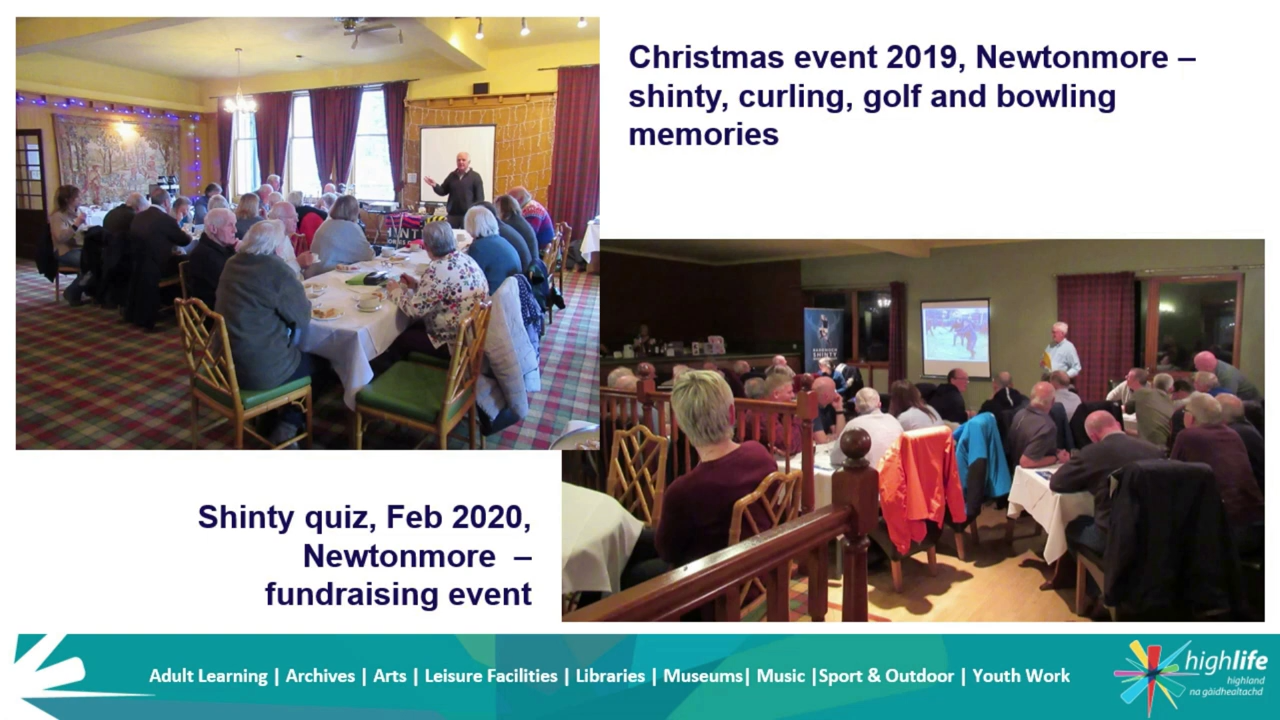 Christmas event 2019, Newtonmore –
shinty, curling, golf and bowling
memories
SHINTY
Shinty quiz, Feb 2020,
Newtonmore –
fundraising event
Adult Learning | Archives | Arts | Leisure Facilities | Libraries | Museums| Music |Sport & Outdoor | Youth Work
highlife
highland
na gàidhealtachd